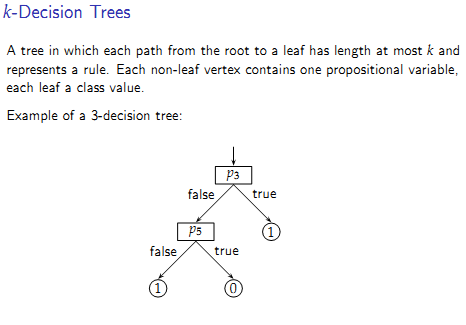 k-Decision Trees
A tree in which each path from the root to a leaf has length at most k and
represents a rule. Each non-leaf vertex contains one propositional variable,
each leaf a class value.
Example of a 3-decision tree:
p3
false true
p5
1
false true
1 0